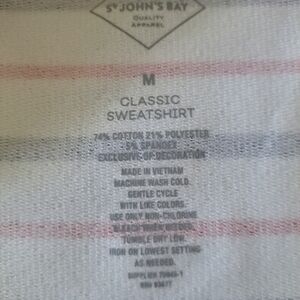 St JOHN'S BAY
QUALITY
APPAREL
M
CLASSIC
SWEATSHIRT
74% COTTON 21% POLYESTER
5% SPANDEX
EXCLUSIVE OF DECORATION
MADE IN VIETNAM
MACHINE WASH COLD.
GENTLE CYCLE
WITH LIKE COLORS.
USE ONLY NON-CHLORINE
BLEACH WHEN NEEDED.
TUMBLE DRY LOW.
IRON ON LOWEST SETTING
AS NEEDED.
SUPPLIER